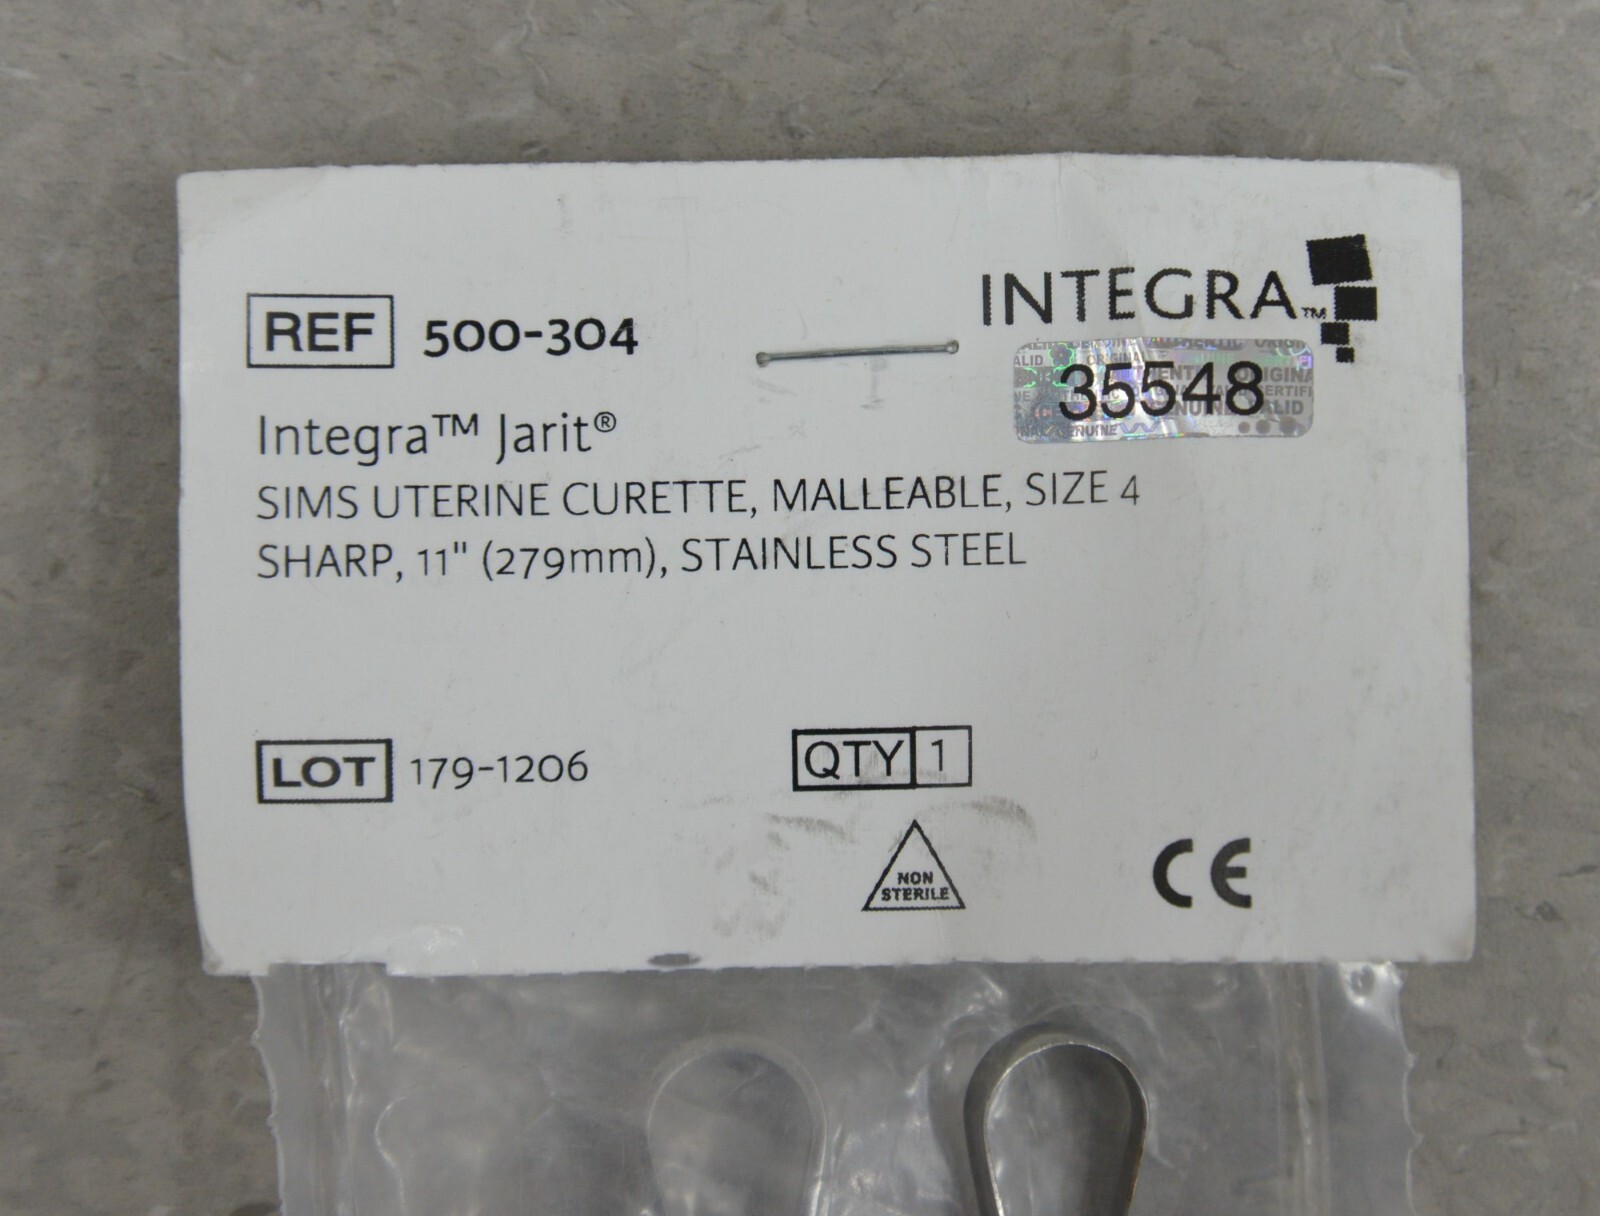 INTEGRA™
REF 500-304
35548
Integra™ Jarit®
SIMS UTERINE CURETTE, MALLEABLE, SIZE 4
SHARP, 11" (279mm), STAINLESS STEEL
LOT 179-1206
QTY 1
NON
STERILE
CE